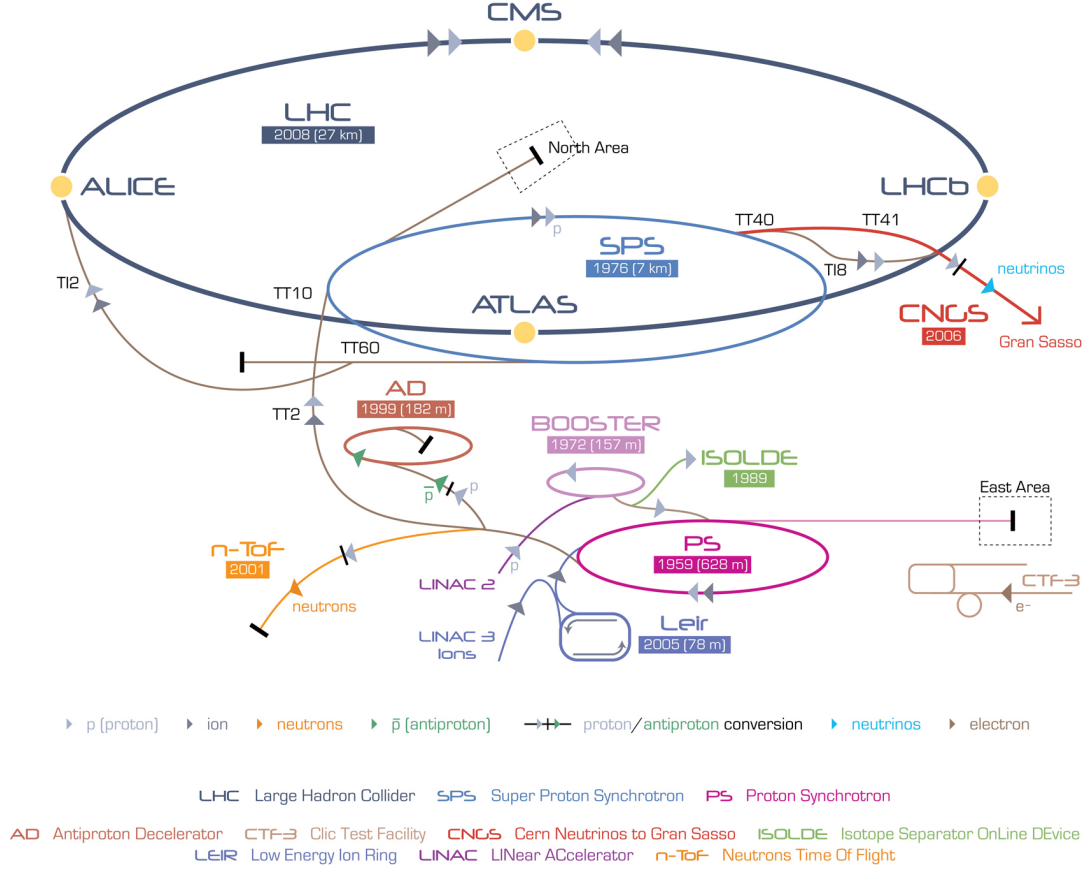 CMS
LHC
2008 (27 km)
North Area
ALICE
LHCb
TT40
TT41
p
SPS
1976 (7 km)
TI8
neutrinos
TI2
TT10
ATLAS
CNGS
2006
Gran Sasso
TT60
AD
1999 (182 m)
TT2
BOOSTER
1972 (157 m)
ISOLDE
1989
p̄
p
East Area
n-ToF
2001
PS
1959 (628 m)
LINAC 2
p
neutrons
CTF-3
e⁻
LINAC 3
Ions
Leir
2005 (78 m)
p (proton)
ion
neutrons
p̄ (antiproton)
proton/antiproton conversion
neutrinos
electron
LHC Large Hadron Collider SPS Super Proton Synchrotron PS Proton Synchrotron
AD Antiproton Decelerator CTF-3 Clic Test Facility CNGS Cern Neutrinos to Gran Sasso ISOLDE Isotope Separator OnLine DEvice
LEIR Low Energy Ion Ring LINAC LINear ACcelerator n-ToF Neutrons Time Of Flight